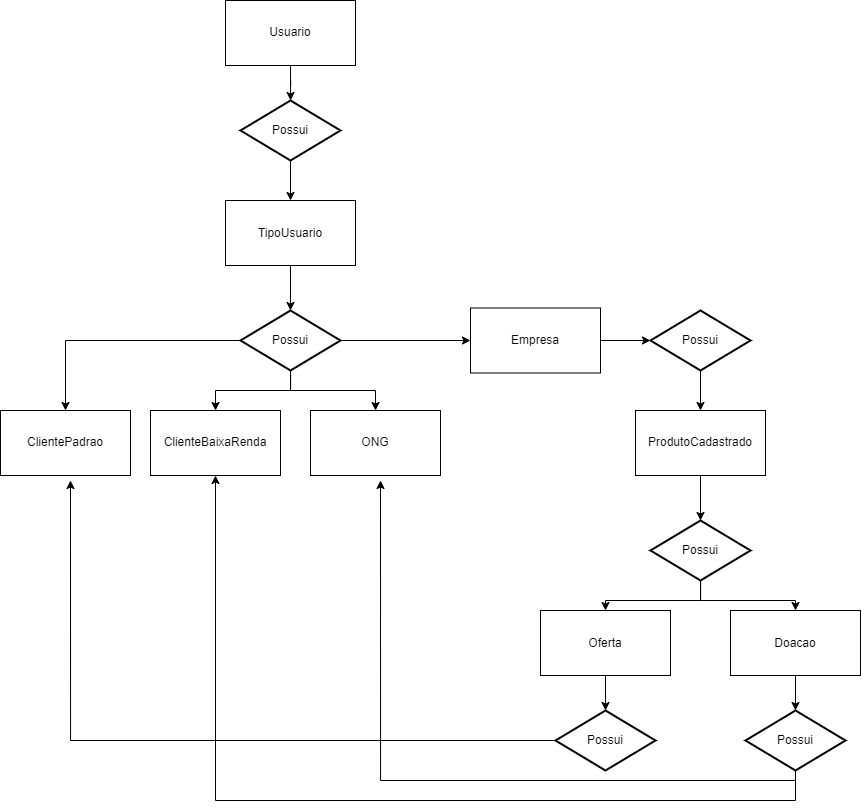 Usuario
Possui
TipoUsuario
Possui
Empresa
Possui
ClientePadrao
ClienteBaixaRenda
ONG
ProdutoCadastrado
Possui
Oferta
Doacao
Possui
Possui